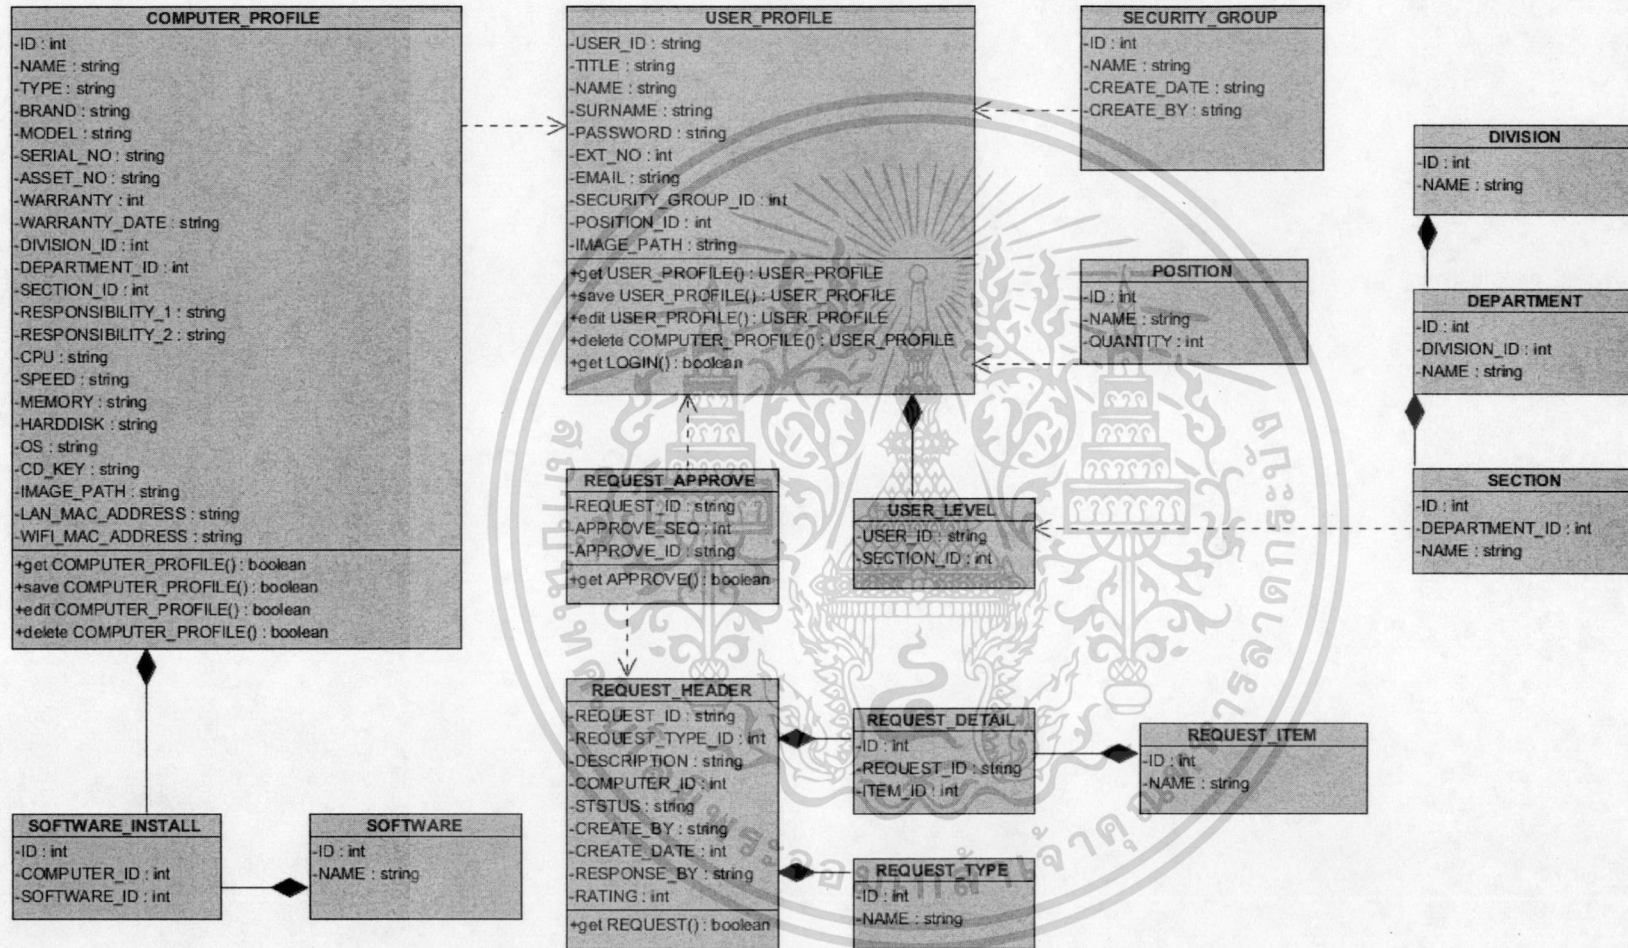 COMPUTER_PROFILE
-ID : int
-NAME : string
-TYPE : string
-BRAND : string
-MODEL : string
-SERIAL_NO : string
-ASSET_NO : string
-WARRANTY : int
-WARRANTY_DATE : string
-DIVISION_ID : int
-DEPARTMENT_ID : int
-SECTION_ID : int
-RESPONSIBILITY_1 : string
-RESPONSIBILITY_2 : string
-CPU : string
-SPEED : string
-MEMORY : string
-HARDDISK : string
-OS : string
-CD_KEY : string
-IMAGE_PATH : string
-LAN_MAC_ADDRESS : string
-WIFI_MAC_ADDRESS : string
+get COMPUTER_PROFILE() : boolean
+save COMPUTER_PROFILE() : boolean
+edit COMPUTER_PROFILE() : boolean
+delete COMPUTER_PROFILE() : boolean
USER_PROFILE
-USER_ID : string
-TITLE : string
-NAME : string
-SURNAME : string
-PASSWORD : string
-EXT_NO : int
-EMAIL : string
-SECURITY_GROUP_ID : int
-POSITION_ID : int
-IMAGE_PATH : string
+get USER_PROFILE() : USER_PROFILE
+save USER_PROFILE() : USER_PROFILE
+edit USER_PROFILE() : USER_PROFILE
+delete COMPUTER_PROFILE() : USER_PROFILE
+get LOGIN() : boolean
SECURITY_GROUP
-ID : int
-NAME : string
-CREATE_DATE : string
-CREATE_BY : string
POSITION
-ID : int
-NAME : string
-QUANTITY : int
DIVISION
-ID : int
-NAME : string
DEPARTMENT
-ID : int
-DIVISION_ID : int
-NAME : string
SECTION
-ID : int
-DEPARTMENT_ID : int
-NAME : string
REQUEST_APPROVE
-REQUEST_ID : string
-APPROVE_SEQ : int
-APPROVE_ID : string
+get APPROVE() : boolean
USER_LEVEL
-USER_ID : string
-SECTION_ID : int
REQUEST_HEADER
-REQUEST_ID : string
-REQUEST_TYPE_ID : int
-DESCRIPTION : string
-COMPUTER_ID : int
-STSTUS : string
-CREATE_BY : string
-CREATE_DATE : int
-RESPONSE_BY : string
-RATING : int
+get REQUEST() : boolean
REQUEST_DETAIL
-ID : int
-REQUEST_ID : string
-ITEM_ID : int
REQUEST_ITEM
-ID : int
-NAME : string
REQUEST_TYPE
-ID : int
-NAME : string
SOFTWARE_INSTALL
-ID : int
-COMPUTER_ID : int
-SOFTWARE_ID : int
SOFTWARE
-ID : int
-NAME : string